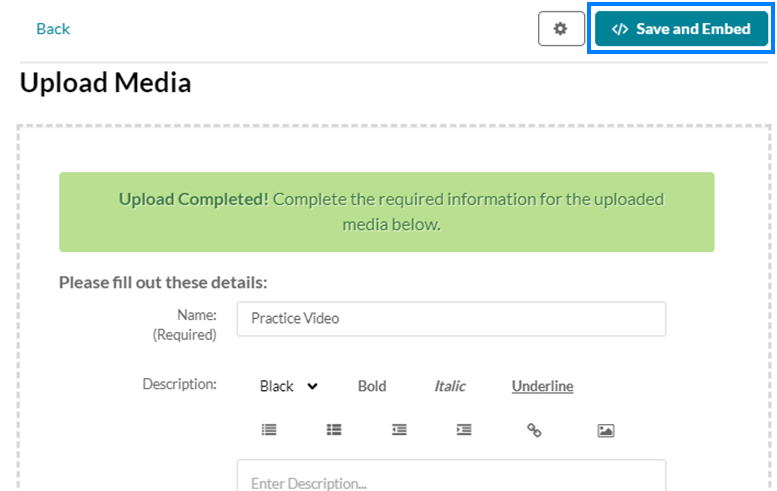 Back
</> Save and Embed
Upload Media
Upload Completed! Complete the required information for the uploaded
media below.
Please fill out these details:
Name:
(Required)
Practice Video
Description:
Black Bold Italic Underline
Enter Description...